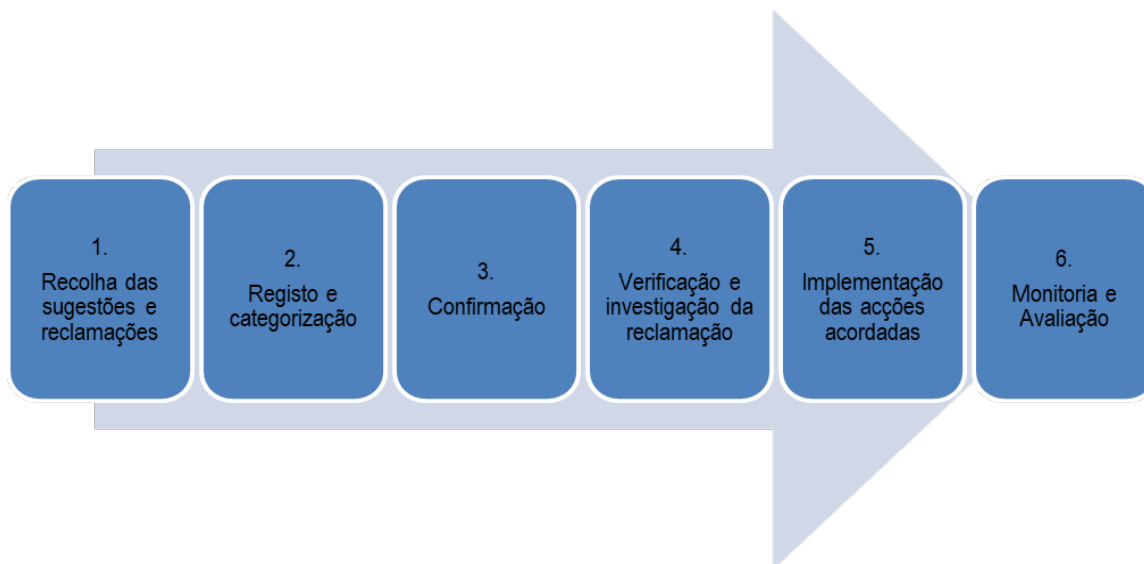 1.
Recolha das
sugestões e
reclamações
2.
Registo e
categorização
3.
Confirmação
4.
Verificação e
investigação da
reclamação
5.
Implementação
das acções
acordadas
6.
Monitoria e
Avaliação